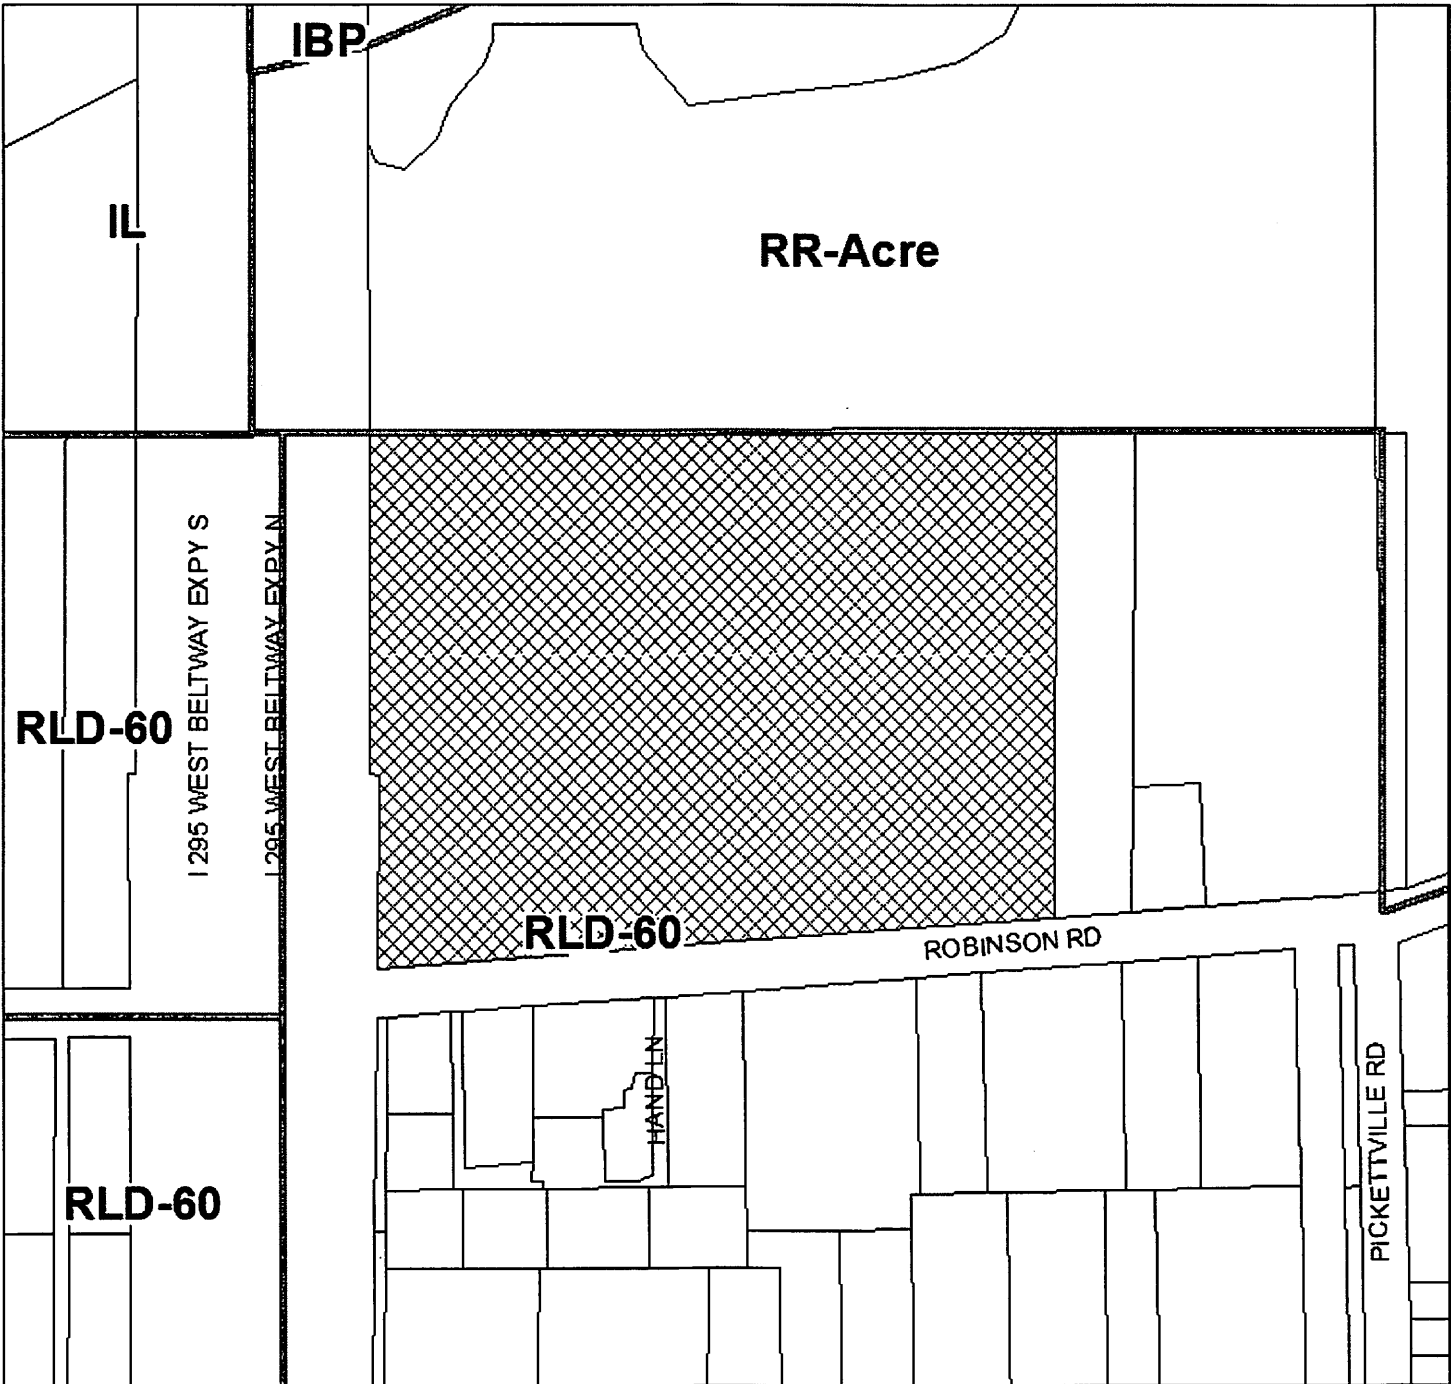 IBP
IL
RR-Acre
I 295 WEST BELTWAY EXPY S
I 295 WEST BELTWAY EXPY N
RLD-60
RLD-60
ROBINSON RD
HAND LN
PICKETTVILLE RD
RLD-60